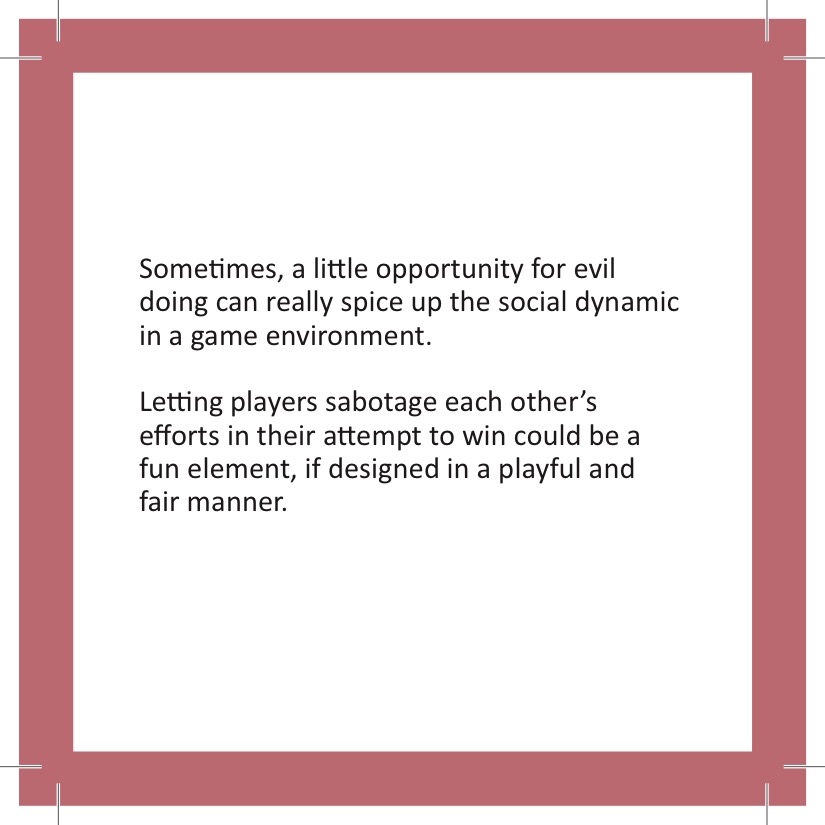 Sometimes, a little opportunity for evil
doing can really spice up the social dynamic
in a game environment.
Letting players sabotage each other’s
efforts in their attempt to win could be a
fun element, if designed in a playful and
fair manner.